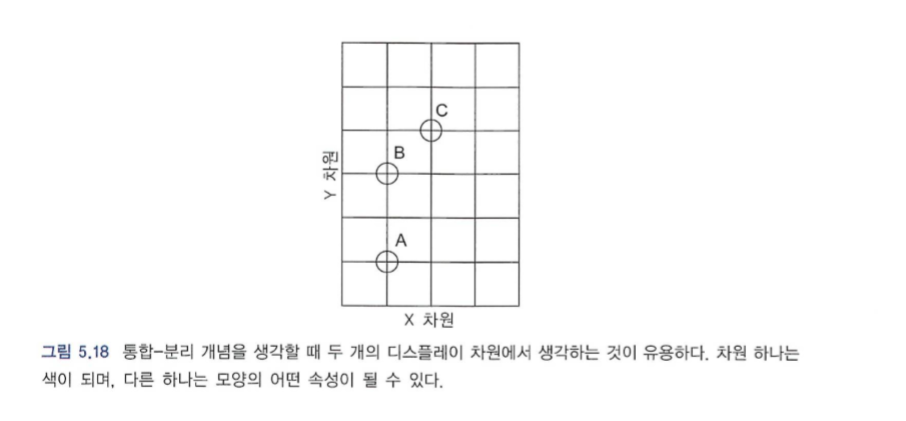 C
B
Y 차원
A
X 차원
그림 5.18 통합-분리 개념을 생각할 때 두 개의 디스플레이 차원에서 생각하는 것이 유용하다. 차원 하나는
색이 되며, 다른 하나는 모양의 어떤 속성이 될 수 있다.